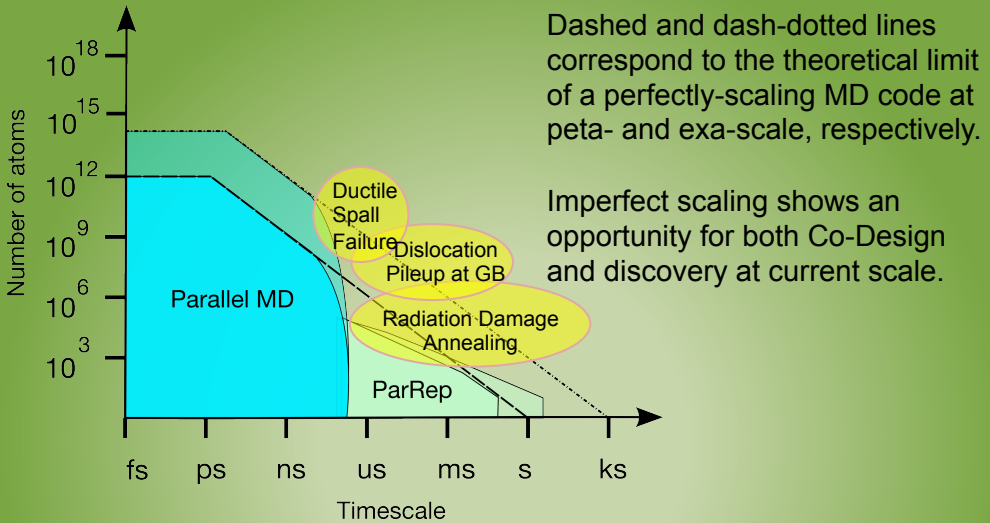 Dashed and dash-dotted lines
correspond to the theoretical limit
of a perfectly-scaling MD code at
peta- and exa-scale, respectively.
Imperfect scaling shows an
opportunity for both Co-Design
and discovery at current scale.
Number of atoms
10^18
10^15
10^12
10^9
10^6
10^3
Ductile
Spall
Failure
Dislocation
Pileup at GB
Radiation Damage
Annealing
Parallel MD
ParRep
fs ps ns us ms s ks
Timescale